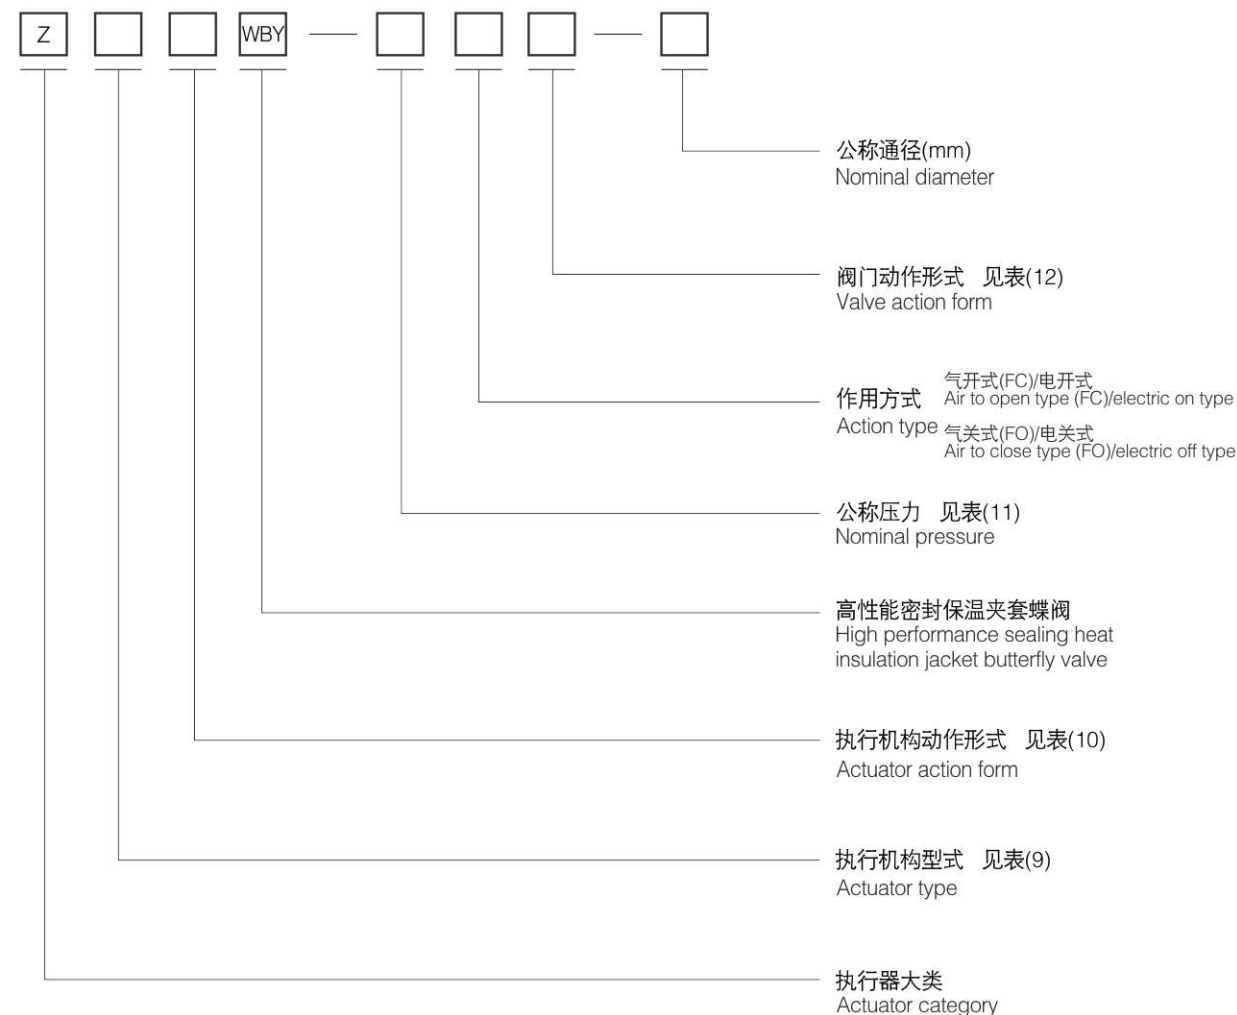 Z WBY
公称通径(mm)
Nominal diameter
阀门动作形式 见表(12)
Valve action form
气开式(FC)/电开式
作用方式 Air to open type (FC)/electric on type
Action type 气关式(FO)/电关式
Air to close type (FO)/electric off type
公称压力 见表(11)
Nominal pressure
高性能密封保温夹套蝶阀
High performance sealing heat
insulation jacket butterfly valve
执行机构动作形式 见表(10)
Actuator action form
执行机构型式 见表(9)
Actuator type
执行器大类
Actuator category